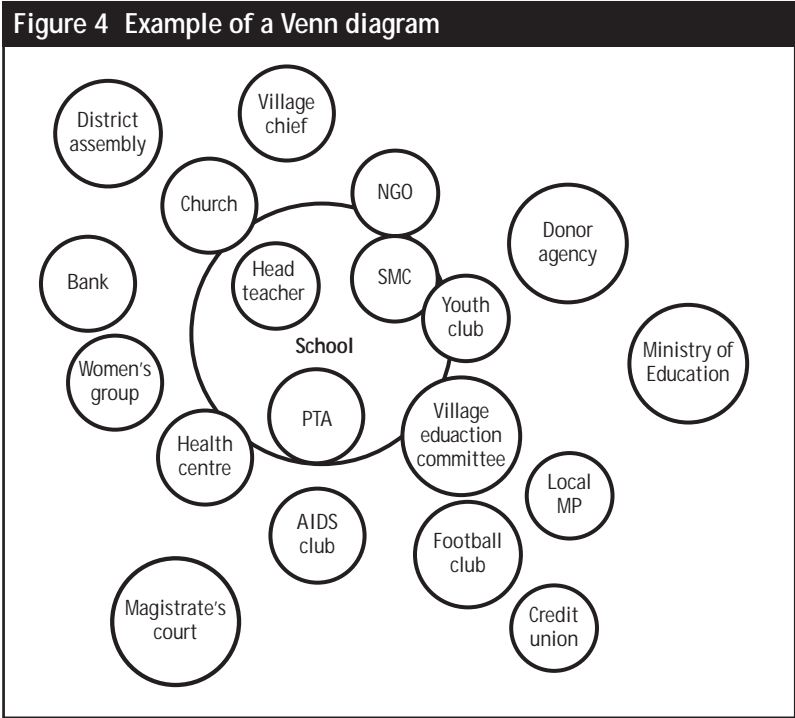 Figure 4 Example of a Venn diagram
Village
chief
District
assembly
Church
NGO
Donor
agency
Bank
Head
teacher
SMC
Youth
club
School
Ministry of
Education
Women's
group
PTA
Village
eduaction
committee
Health
centre
Local
MP
AIDS
club
Football
club
Magistrate's
court
Credit
union